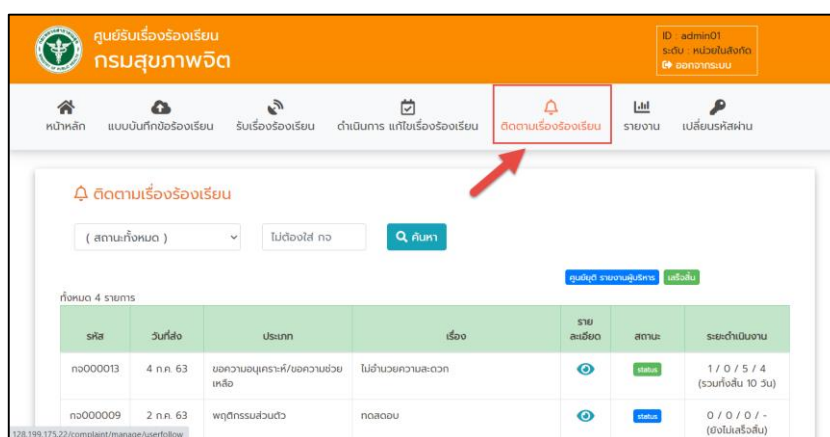 ศูนย์รับเรื่องร้องเรียน
กรมสุขภาพจิต
ID : admin01
ระดับ : หน่วยในสังกัด
ออกจากระบบ
หน้าหลัก แบบบันทึกข้อร้องเรียน รับเรื่องร้องเรียน ดำเนินการ แก้ไขเรื่องร้องเรียน ติดตามเรื่องร้องเรียน รายงาน เปลี่ยนรหัสผ่าน
ติดตามเรื่องร้องเรียน
( สถานะทั้งหมด ) ไม่ต้องใส่ กจ ค้นหา
ศูนย์ยุติ รายงานผู้บริหาร เสร็จสิ้น
ทั้งหมด 4 รายการ
รหัส วันที่ส่ง ประเภท เรื่อง ราย
ละเอียด สถานะ ระยะดำเนินงาน
กจ000013 4 ก.ค. 63 ขอความอนุเคราะห์/ขอความช่วย
เหลือ ไม่อำนวยความสะดวก status 1 / 0 / 5 / 4
(รวมทั้งสิ้น 10 วัน)
กจ000009 2 ก.ค. 63 พฤติกรรมส่วนตัว ทดสอบ status 0 / 0 / 0 / -
(ยังไม่เสร็จสิ้น)
128.199.175.22/complaint/manage/userfollow